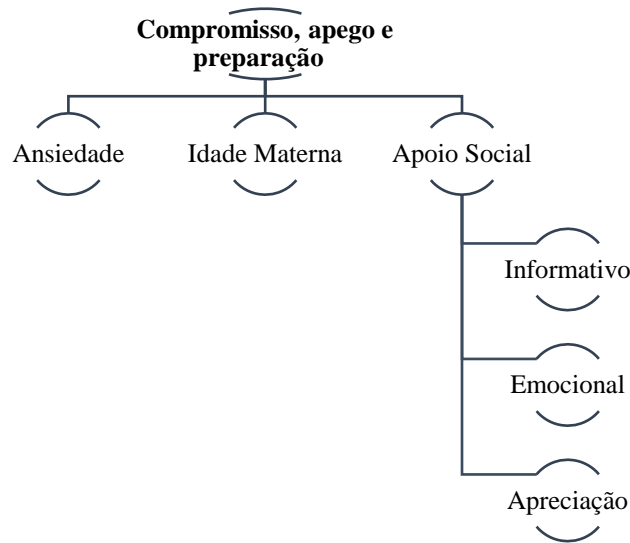 Compromisso, apego e
preparação
Ansiedade
Idade Materna
Apoio Social
Informativo
Emocional
Apreciação